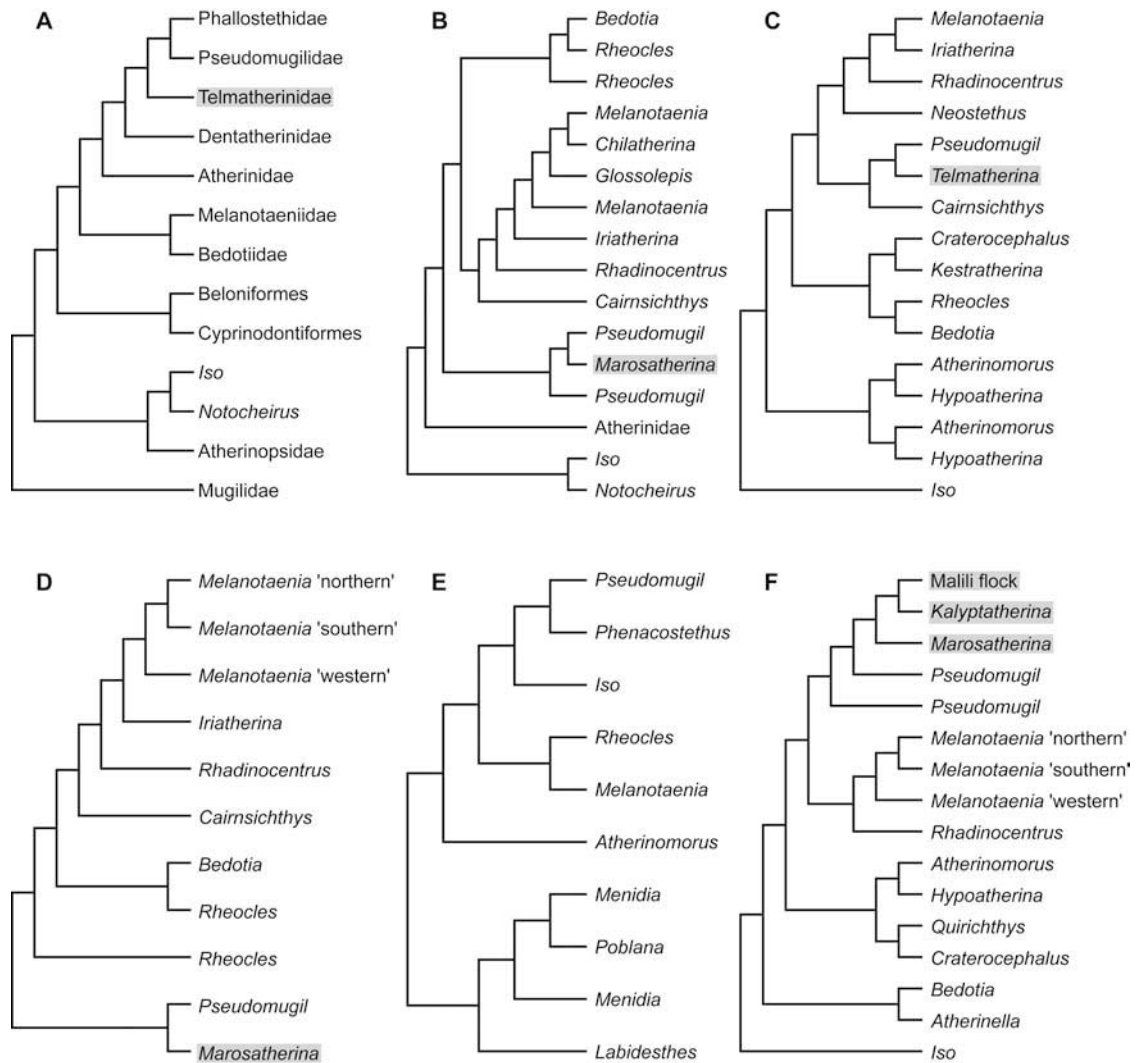 A
Phallostethidae
Pseudomugilidae
Telmatherinidae
Dentatherinidae
Atherinidae
Melanotaeniidae
Bedotiidae
Beloniformes
Cyprinodontiformes
Iso
Notocheirus
Atherinopsidae
Mugilidae
B
Bedotia
Rheocles
Rheocles
Melanotaenia
Chilatherina
Glossolepis
Melanotaenia
Iriatherina
Rhadinocentrus
Cairnsichthys
Pseudomugil
Marosatherina
Pseudomugil
Atherinidae
Iso
Notocheirus
C
Melanotaenia
Iriatherina
Rhadinocentrus
Neostethus
Pseudomugil
Telmatherina
Cairnsichthys
Craterocephalus
Kestratherina
Rheocles
Bedotia
Atherinomorus
Hypoatherina
Atherinomorus
Hypoatherina
Iso
D
Melanotaenia 'northern'
Melanotaenia 'southern'
Melanotaenia 'western'
Iriatherina
Rhadinocentrus
Cairnsichthys
Bedotia
Rheocles
Rheocles
Pseudomugil
Marosatherina
E
Pseudomugil
Phenacostethus
Iso
Rheocles
Melanotaenia
Atherinomorus
Menidia
Poblana
Menidia
Labidesthes
F
Malili flock
Kalyptatherina
Marosatherina
Pseudomugil
Pseudomugil
Melanotaenia 'northern'
Melanotaenia 'southern'
Melanotaenia 'western'
Rhadinocentrus
Atherinomorus
Hypoatherina
Quirichthys
Craterocephalus
Bedotia
Atherinella
Iso